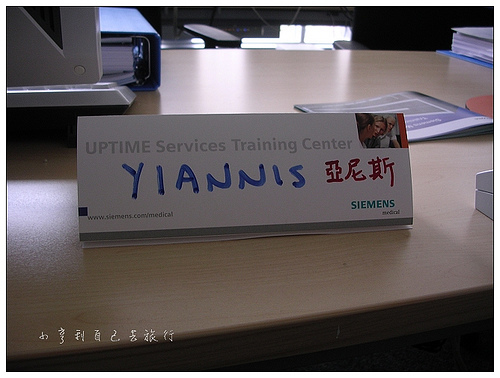 UPTIME Services Training Center
YIANNIS 亞尼斯
www.siemens.com/medical
SIEMENS
medical
小亨利自己去旅行